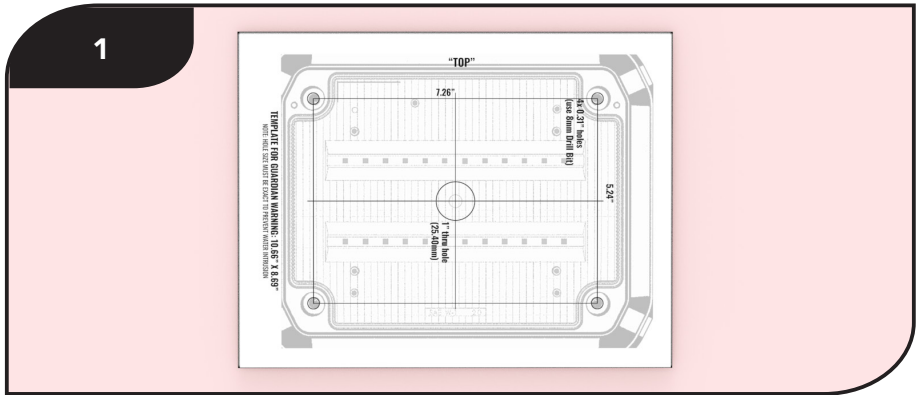 1
“TOP”
7.26"
4x 0.31" holes
(use 8mm Drill Bit)
5.24"
1" thru hole
(25.40mm)
TEMPLATE FOR GUARDIAN WARNING: 10.66" X 8.69"
NOTE: HOLE SIZE MUST BE EXACT TO PREVENT WATER INTRUSION